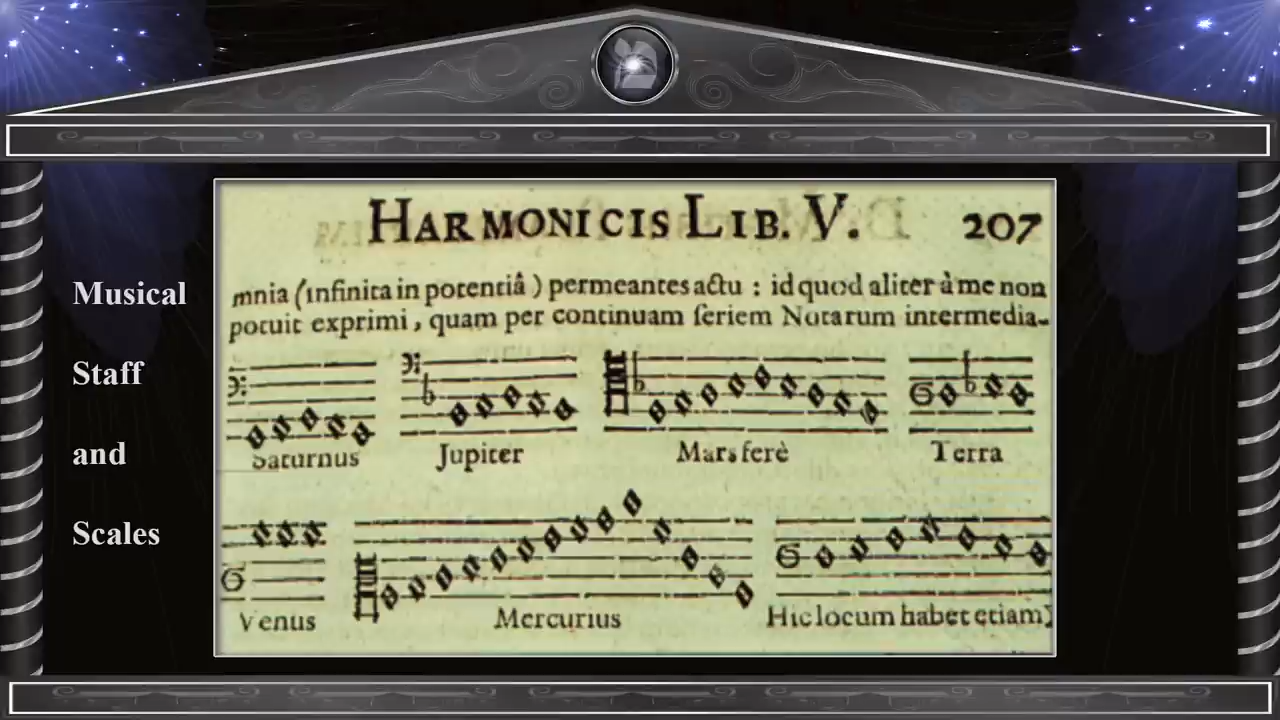 HARMONICIS LIB. V. 207
mnia (infinita in potentiâ) permeantes actu : id quod aliter à me non
potuit exprimi, quam per continuam ſeriem Notarum intermedia-
Saturnus Jupiter Mars ferè Terra
Venus Mercurius Hic locum habet etiam
Musical
Staff
and
Scales